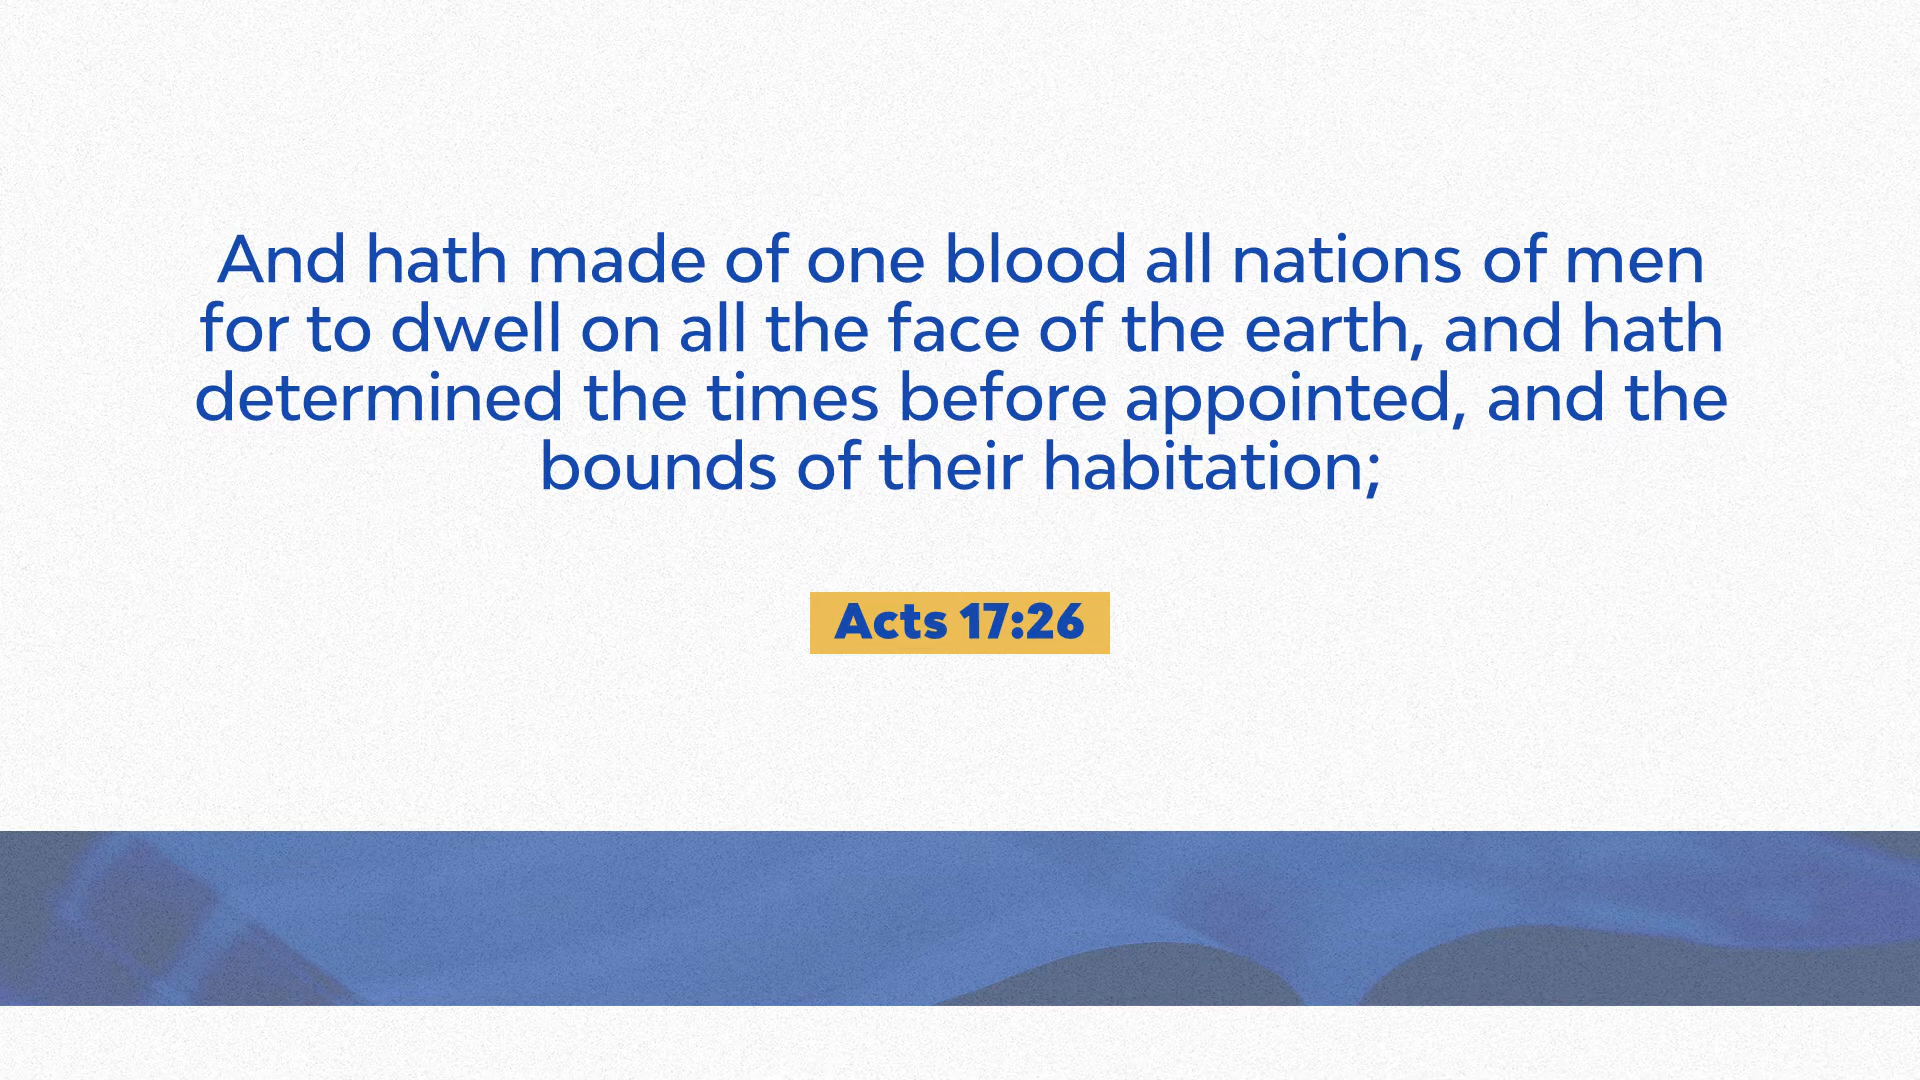 And hath made of one blood all nations of men
for to dwell on all the face of the earth, and hath
determined the times before appointed, and the
bounds of their habitation;
Acts 17:26